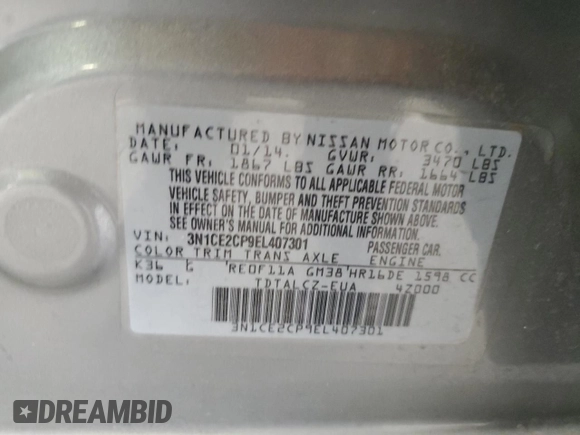 MANUFACTURED BY NISSAN MOTOR CO., LTD.
DATE: 01/14. GVWR: 3470 LBS
GAWR FR: 1867 LBS GAWR RR: 1664 LBS
THIS VEHICLE CONFORMS TO ALL APPLICABLE FEDERAL MOTOR
VEHICLE SAFETY, BUMPER AND THEFT PREVENTION STANDARDS
IN EFFECT ON THE DATE OF MANUFACTURE SHOWN ABOVE.
SEE OWNER'S MANUAL FOR ADDITIONAL INFORMATION.
VIN: 3N1CE2CP9EL407301 PASSENGER CAR.
COLOR TRIM TRANS AXLE ENGINE
K36 G RE0F11A GM38 HR16DE 1598 CC
MODEL TDTALCZ-EUA 4Z000
3N1CE2CP9EL407301
DREAMBID